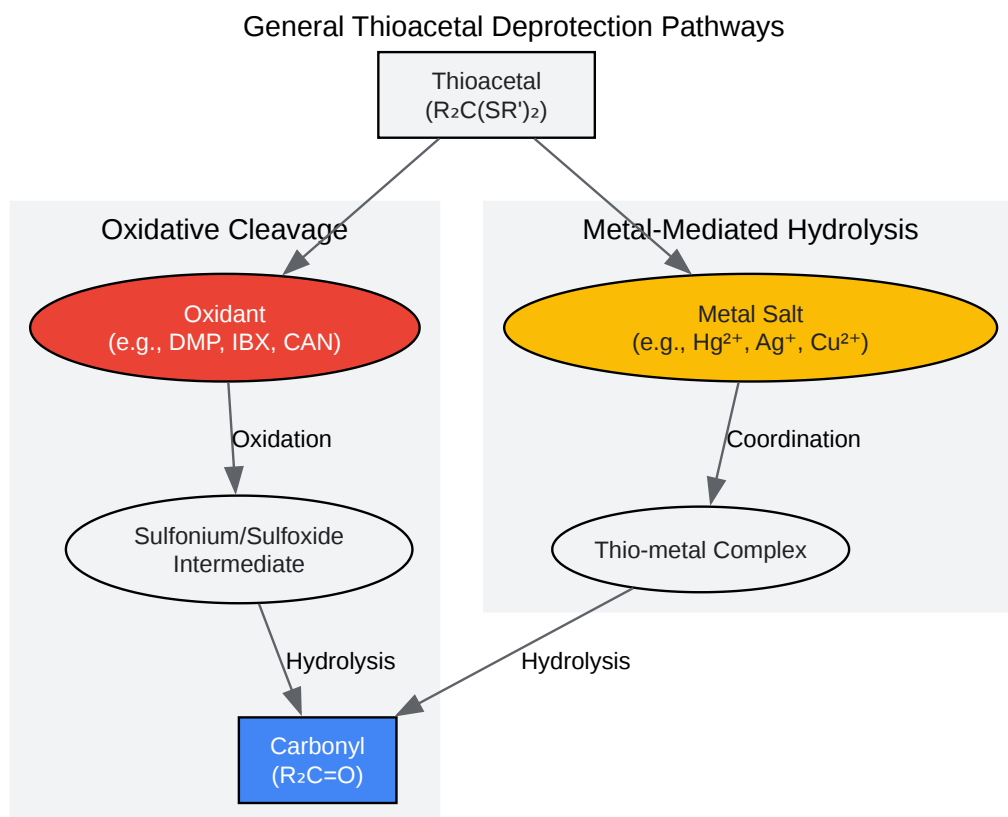 General Thioacetal Deprotection Pathways
Thioacetal
(R₂C(SR')₂)
Oxidative Cleavage
Metal-Mediated Hydrolysis
Oxidant
(e.g., DMP, IBX, CAN)
Metal Salt
(e.g., Hg²⁺, Ag⁺, Cu²⁺)
Oxidation
Coordination
Sulfonium/Sulfoxide
Intermediate
Thio-metal Complex
Hydrolysis
Hydrolysis
Carbonyl
(R₂C=O)